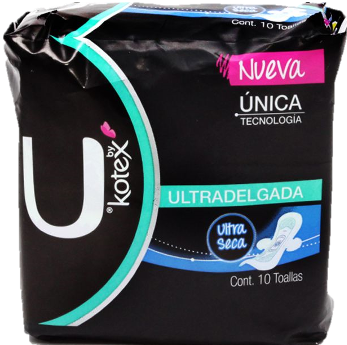 Cont. 10 Toallas
Nueva
ÚNICA
TECNOLOGÍA
U
by
kotex®
ULTRADELGADA
Ultra
Seca
Cont. 10 Toallas